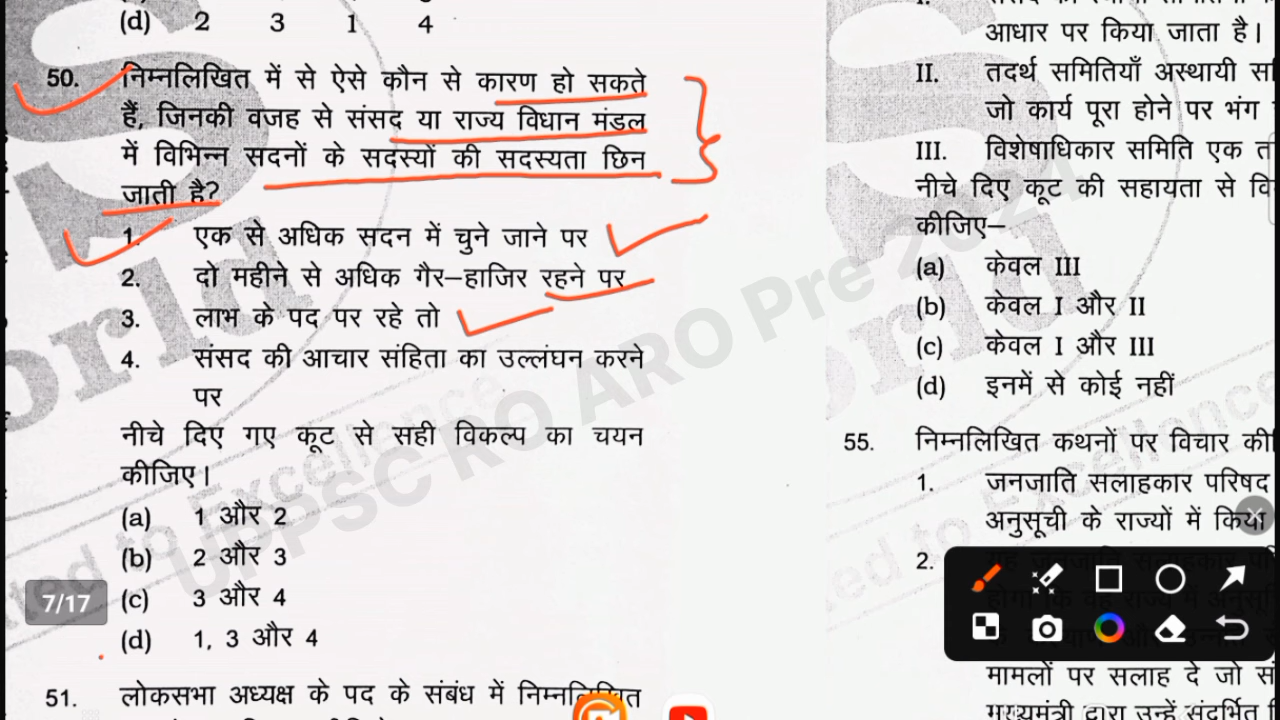 (d) 2 3 1 4
50. निम्नलिखित में से ऐसे कौन से कारण हो सकते
हैं, जिनकी वजह से संसद या राज्य विधान मंडल
में विभिन्न सदनों के सदस्यों की सदस्यता छिन
जाती है?
1. एक से अधिक सदन में चुने जाने पर
2. दो महीने से अधिक गैर–हाजिर रहने पर
3. लाभ के पद पर रहे तो
4. संसद की आचार संहिता का उल्लंघन करने
पर
नीचे दिए गए कूट से सही विकल्प का चयन
कीजिए।
(a) 1 और 2
(b) 2 और 3
(c) 3 और 4
(d) 1, 3 और 4
51. लोकसभा अध्यक्ष के पद के संबंध में निम्नलिखित
7/17
आधार पर किया जाता है।
II. तदर्थ समितियाँ अस्थायी
जो कार्य पूरा होने पर भंग
III. विशेषाधिकार समिति एक
नीचे दिए कूट की सहायता से
कीजिए–
(a) केवल III
(b) केवल I और II
(c) केवल I और III
(d) इनमें से कोई नहीं
55. निम्नलिखित कथनों पर विचार
1. जनजाति सलाहकार परिषद
अनुसूची के राज्यों में किया
2.
मामलों पर सलाह दे जो
मुख्यमंत्री द्वारा उन्हें संदर्भित
UPPSC RO ARO Pre 2021